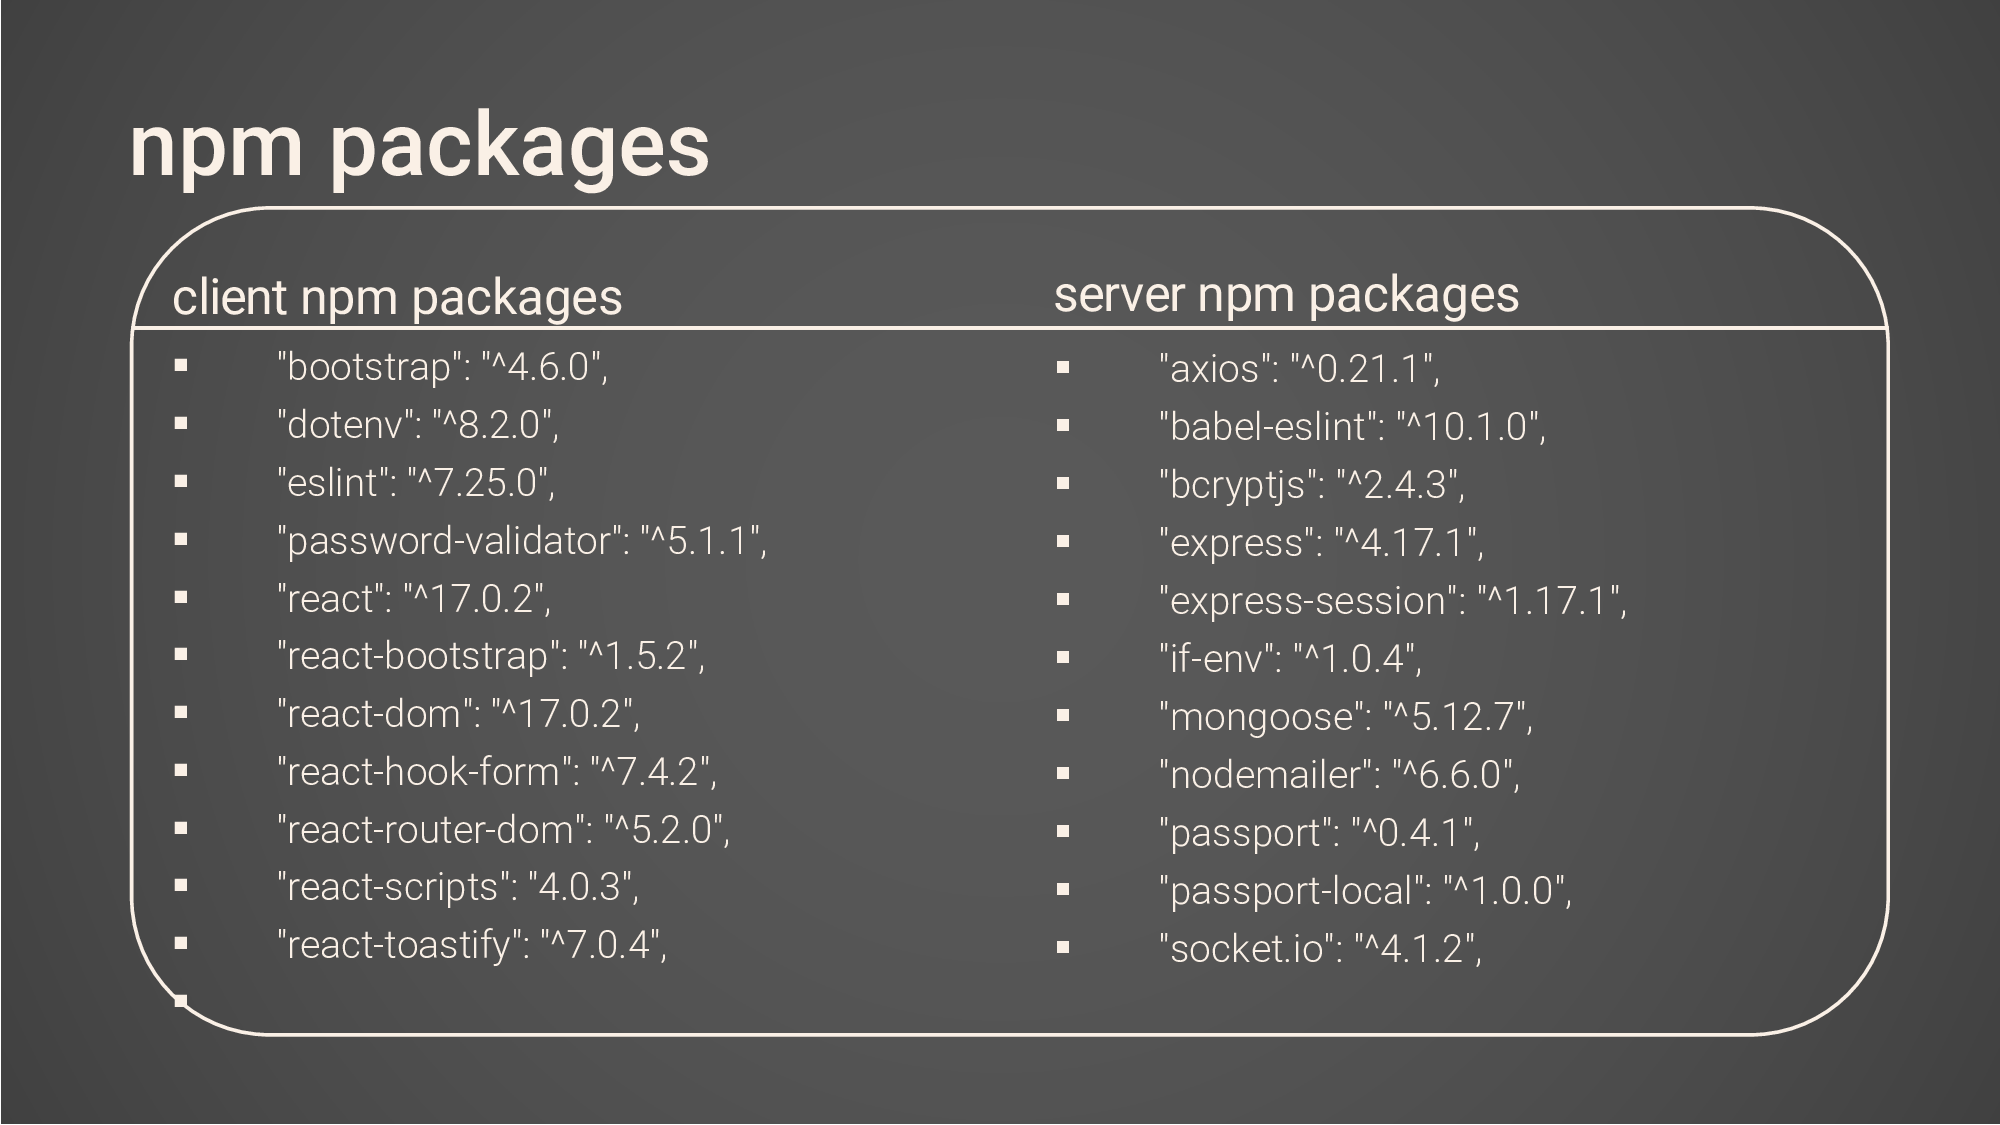 npm packages
client npm packages
"bootstrap": "^4.6.0",
"dotenv": "^8.2.0",
"eslint": "^7.25.0",
"password-validator": "^5.1.1",
"react": "^17.0.2",
"react-bootstrap": "^1.5.2",
"react-dom": "^17.0.2",
"react-hook-form": "^7.4.2",
"react-router-dom": "^5.2.0",
"react-scripts": "4.0.3",
"react-toastify": "^7.0.4",
server npm packages
"axios": "^0.21.1",
"babel-eslint": "^10.1.0",
"bcryptjs": "^2.4.3",
"express": "^4.17.1",
"express-session": "^1.17.1",
"if-env": "^1.0.4",
"mongoose": "^5.12.7",
"nodemailer": "^6.6.0",
"passport": "^0.4.1",
"passport-local": "^1.0.0",
"socket.io": "^4.1.2",